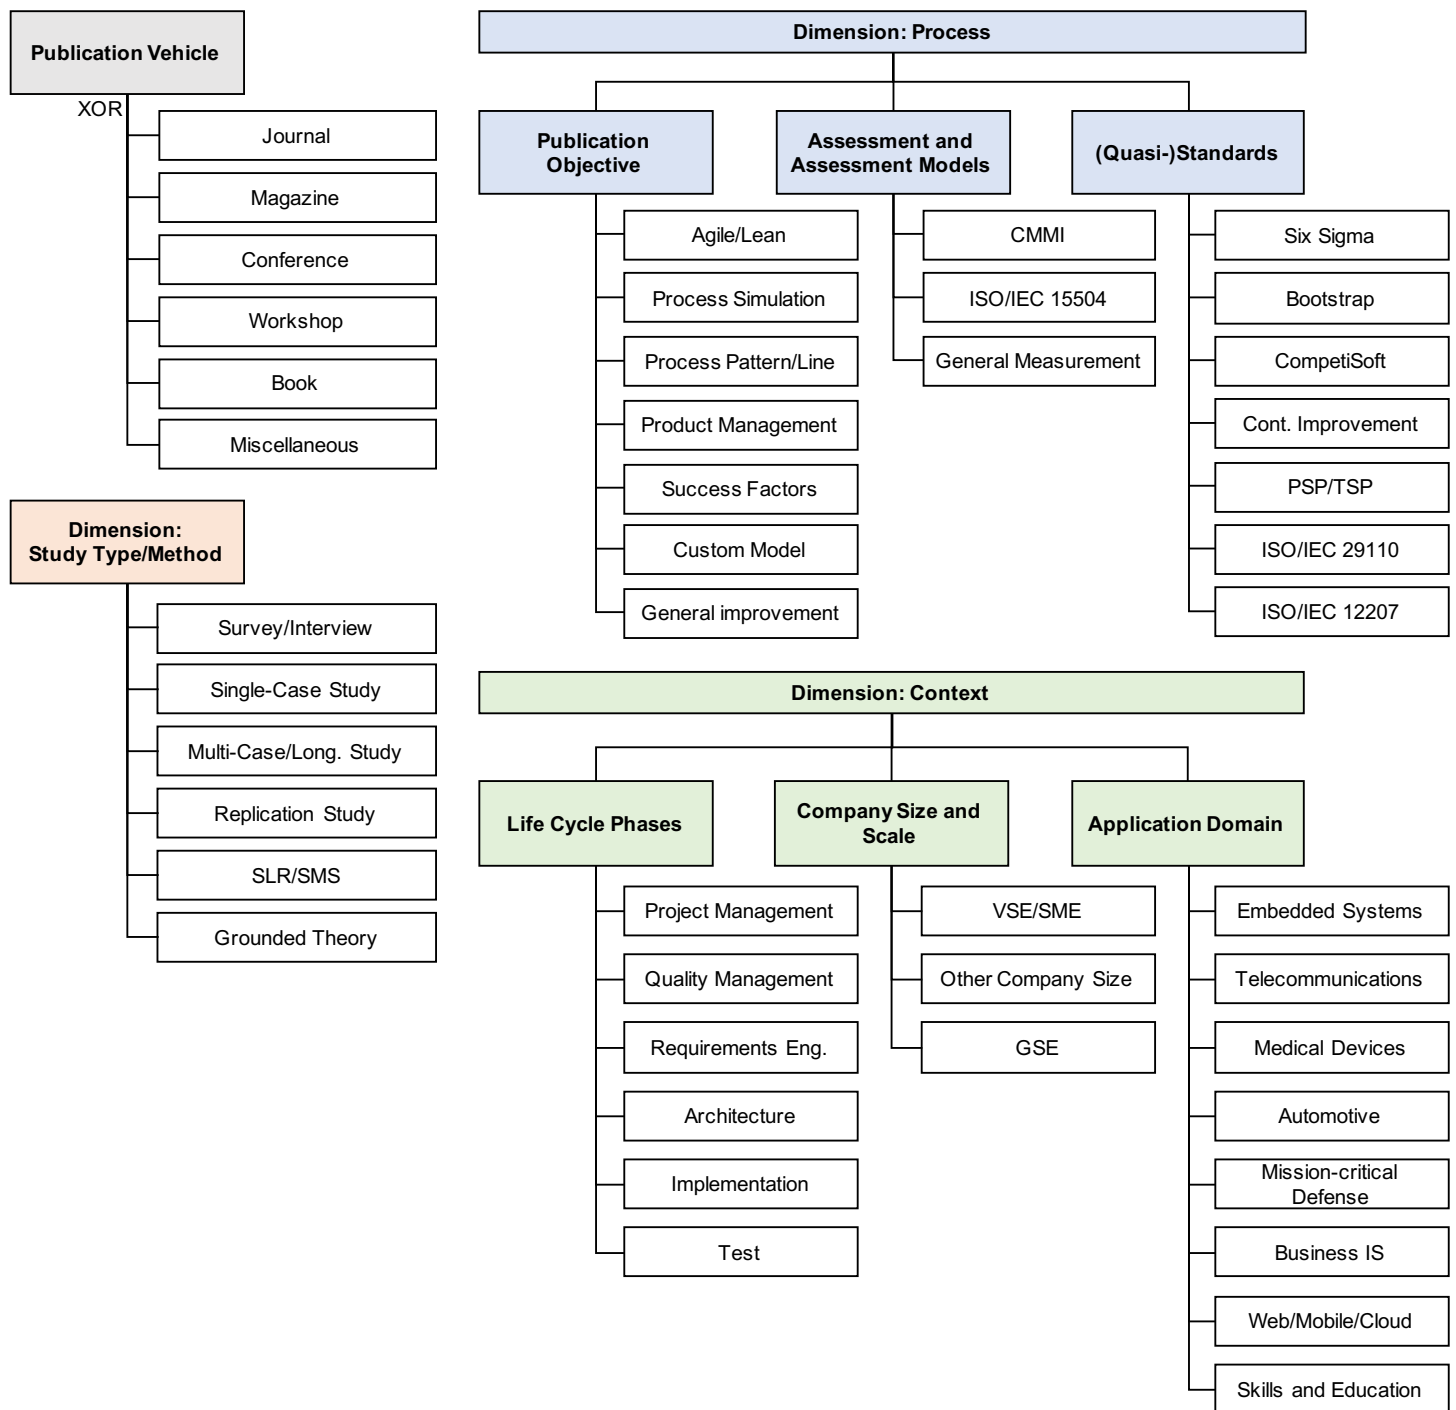 Publication Vehicle
XOR
Journal
Magazine
Conference
Workshop
Book
Miscellaneous
Dimension:
Study Type/Method
Survey/Interview
Single-Case Study
Multi-Case/Long. Study
Replication Study
SLR/SMS
Grounded Theory
Dimension: Process
Publication
Objective
Agile/Lean
Process Simulation
Process Pattern/Line
Product Management
Success Factors
Custom Model
General improvement
Assessment and
Assessment Models
CMMI
ISO/IEC 15504
General Measurement
(Quasi-)Standards
Six Sigma
Bootstrap
CompetiSoft
Cont. Improvement
PSP/TSP
ISO/IEC 29110
ISO/IEC 12207
Dimension: Context
Life Cycle Phases
Project Management
Quality Management
Requirements Eng.
Architecture
Implementation
Test
Company Size and
Scale
VSE/SME
Other Company Size
GSE
Application Domain
Embedded Systems
Telecommunications
Medical Devices
Automotive
Mission-critical
Defense
Business IS
Web/Mobile/Cloud
Skills and Education